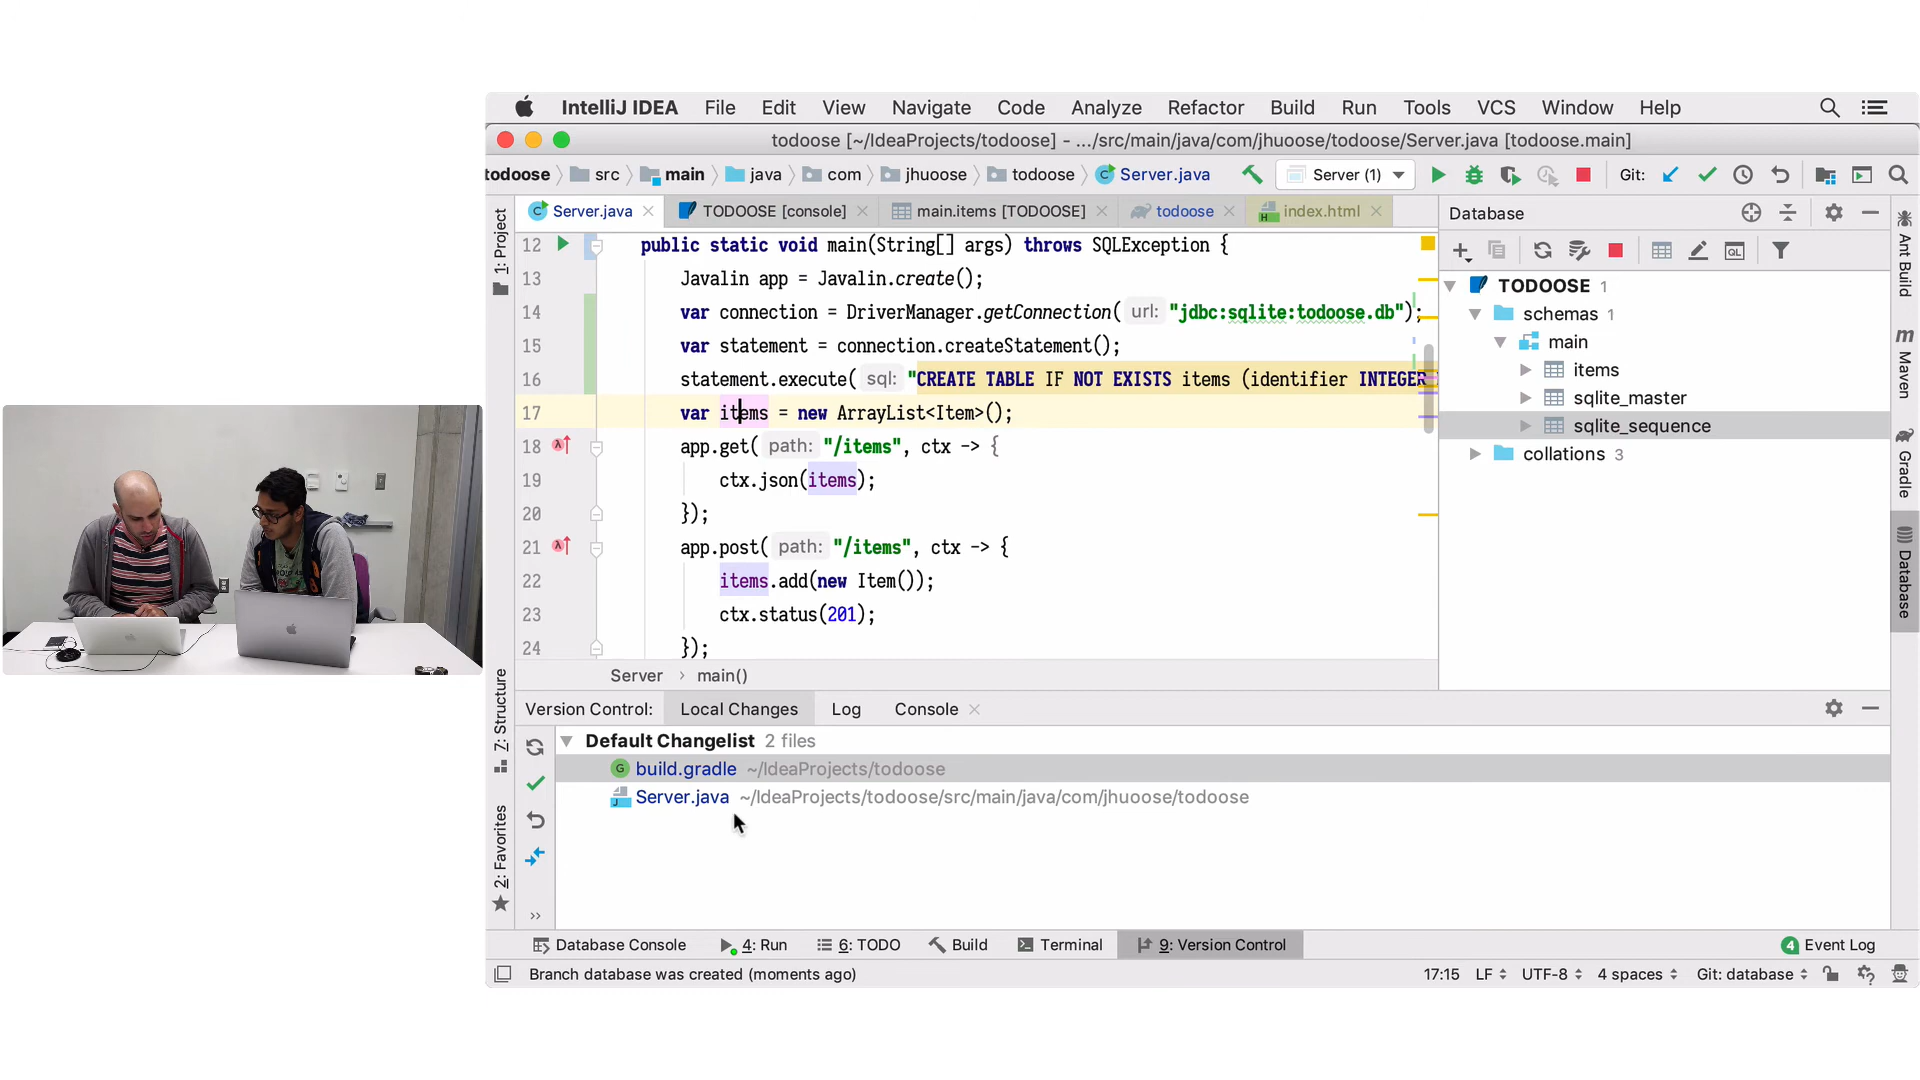 IntelliJ IDEA File Edit View Navigate Code Analyze Refactor Build Run Tools VCS Window Help
todoose [~/IdeaProjects/todoose] - .../src/main/java/com/jhuoose/todoose/Server.java [todoose.main]
todoose src main java com jhuoose todoose Server.java Server (1) Git:
Server.java TODOOSE [console] main.items [TODOOSE] todoose index.html
12 public static void main(String[] args) throws SQLException {
13 Javalin app = Javalin.create();
14 var connection = DriverManager.getConnection( url: "jdbc:sqlite:todoose.db");
15 var statement = connection.createStatement();
16 statement.execute( sql: "CREATE TABLE IF NOT EXISTS items (identifier INTEGER
17 var items = new ArrayList<Item>();
18 app.get( path: "/items", ctx -> {
19 ctx.json(items);
20 });
21 app.post( path: "/items", ctx -> {
22 items.add(new Item());
23 ctx.status(201);
24 });
Server › main()
Database
TODOOSE 1
schemas 1
main
items
sqlite_master
sqlite_sequence
collations 3
1: Project
Z: Structure
2: Favorites
Ant Build
Maven
Gradle
Database
Version Control: Local Changes Log Console
Default Changelist 2 files
build.gradle ~/IdeaProjects/todoose
Server.java ~/IdeaProjects/todoose/src/main/java/com/jhuoose/todoose
Database Console 4: Run 6: TODO Build Terminal 9: Version Control 4 Event Log
Branch database was created (moments ago) 17:15 LF UTF-8 4 spaces Git: database